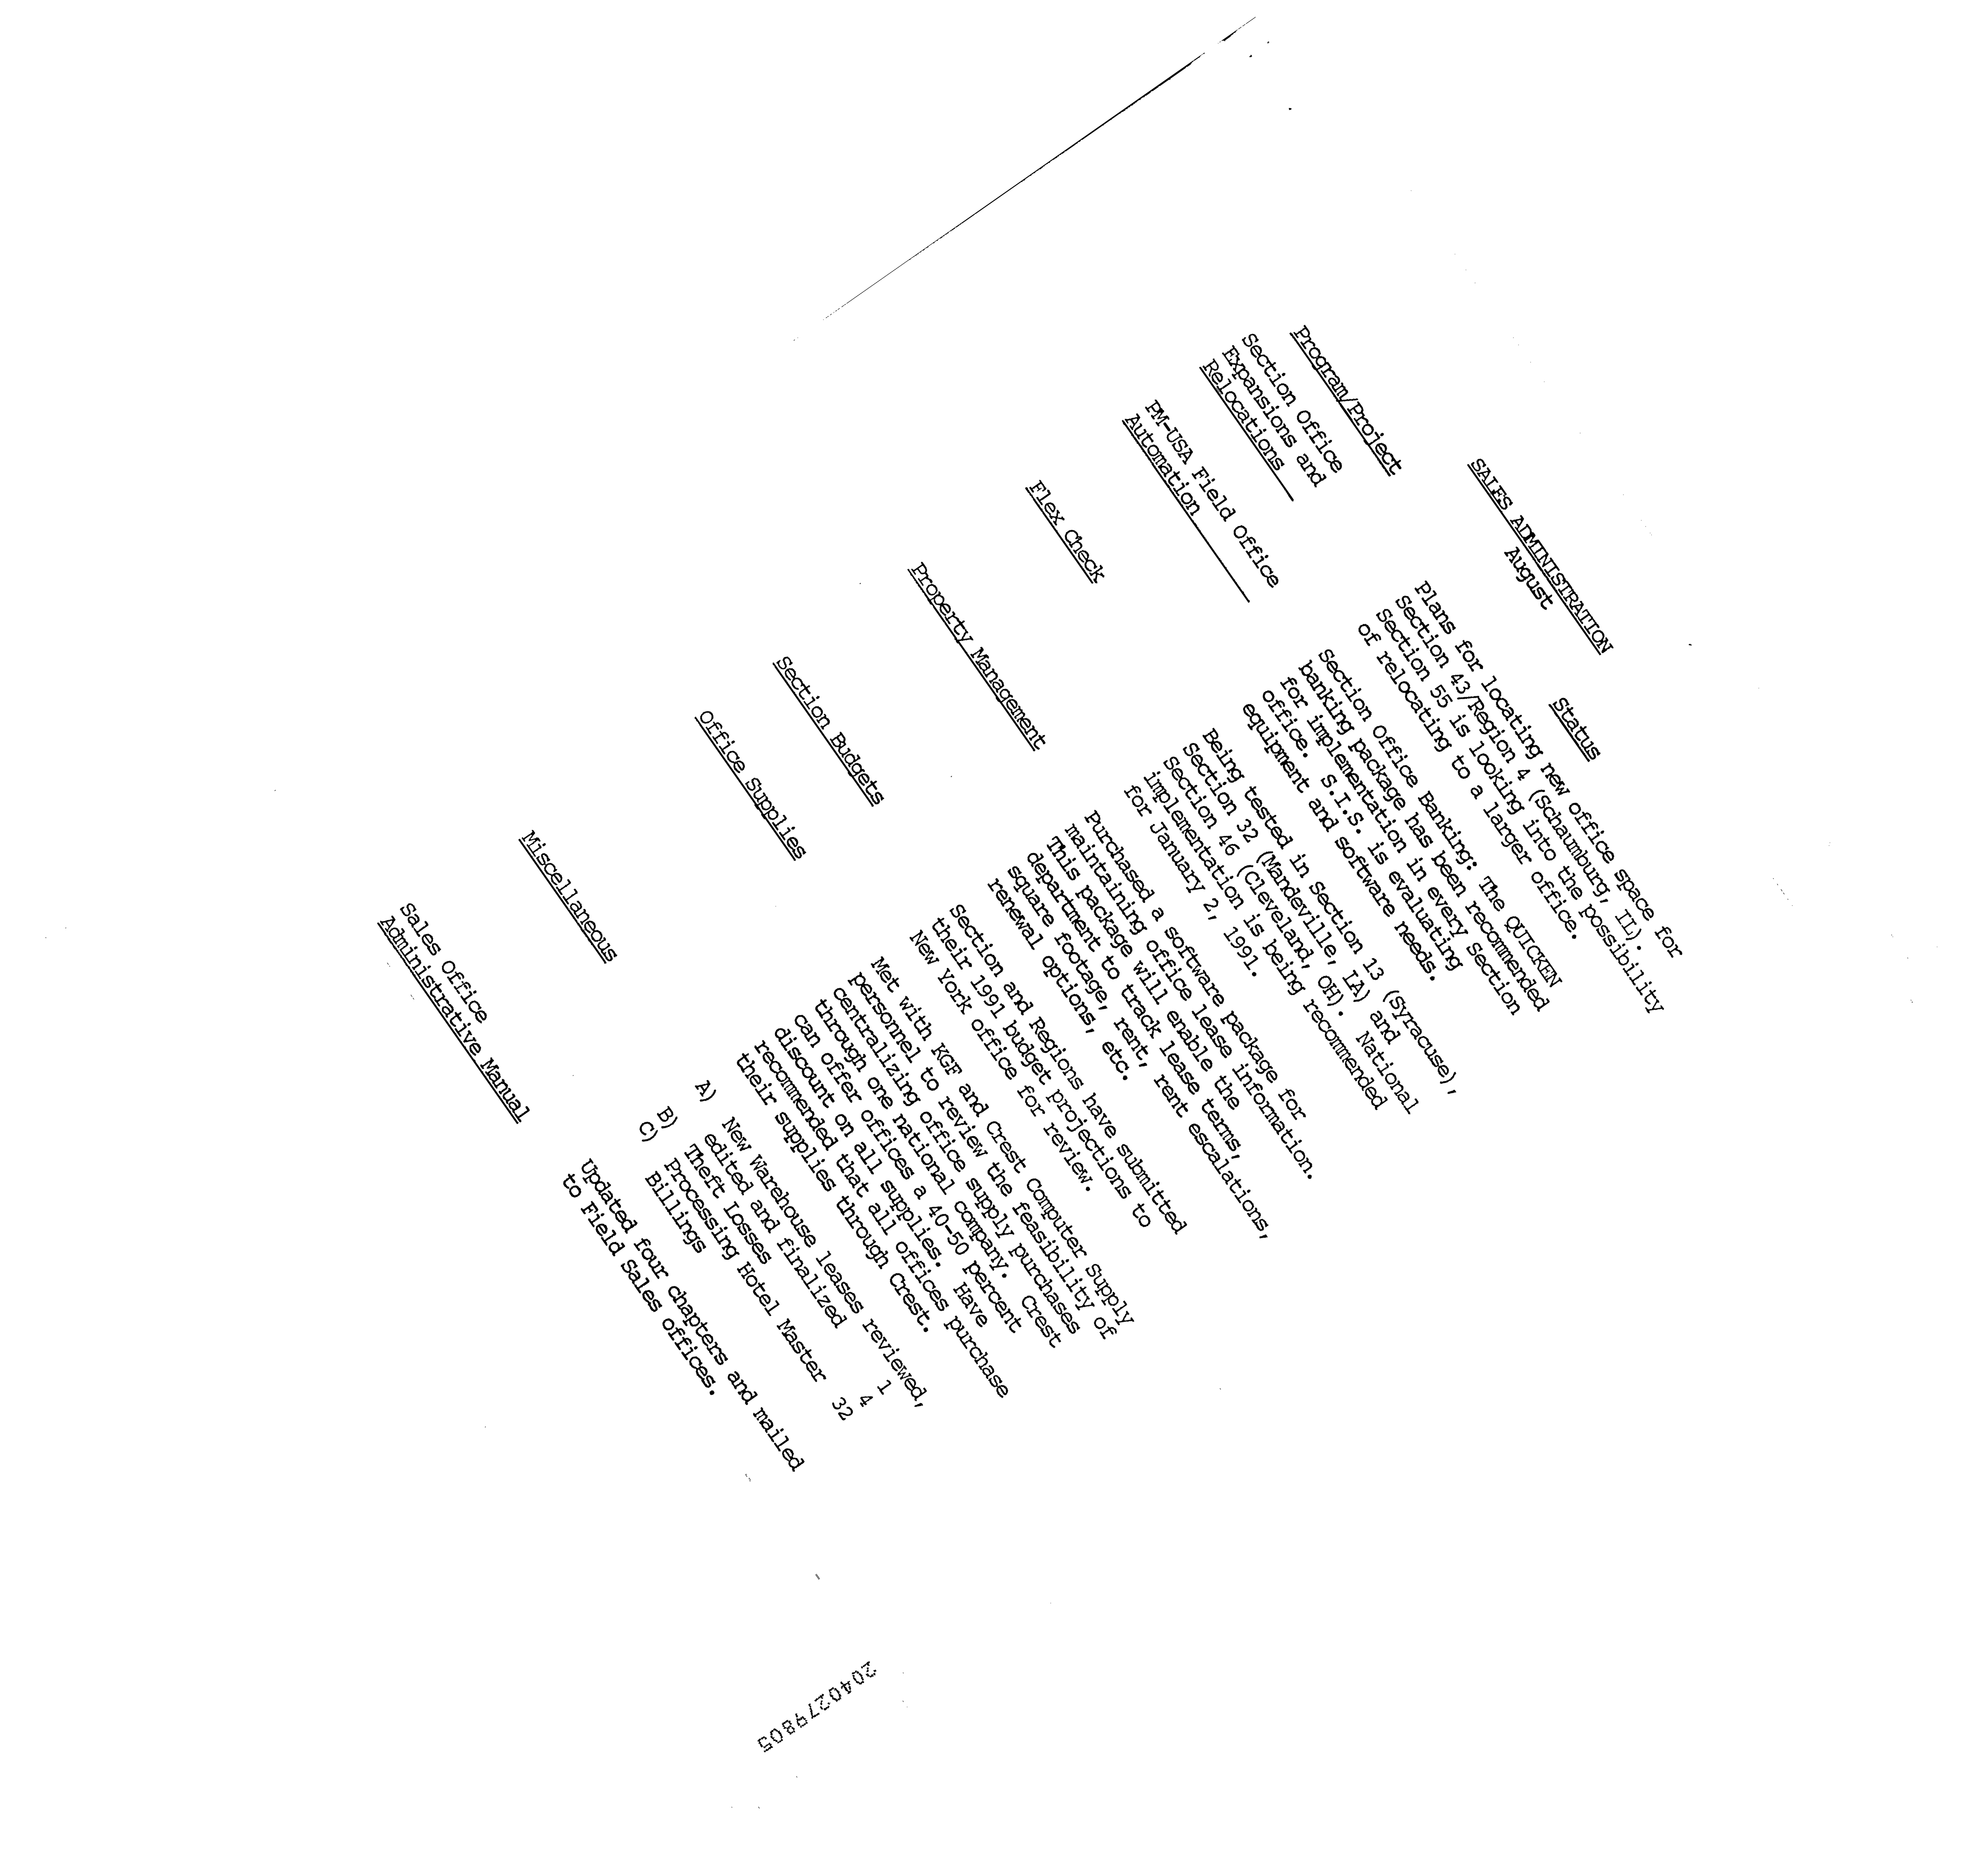 SALES ADMINISTRATION
August
Program/Project
Status
Section Office
Expansions and
Relocations
Plans for locating new office space for
Section 43/Region 4 (Schaumburg, IL).
Section 55 is looking into the possibility
of relocating to a larger office.
PM-USA Field Office
Automation
Section Office Banking: The QUICKEN
banking package has been recommended
for implementation in every Section
office. S.I.S. is evaluating
equipment and software needs.
Flex Check
Being tested in Section 13 (Syracuse),
Section 32 (Mandeville, LA) and
Section 46 (Cleveland, OH). National
implementation is being recommended
for January 2, 1991.
Property Management
Purchased a software package for
maintaining office lease information.
This package will enable the
department to track lease terms,
square footage, rent, rent escalations,
renewal options, etc.
Section Budgets
Section and Regions have submitted
their 1991 budget projections to
New York office for review.
Office Supplies
Met with KGF and Crest Computer Supply
personnel to review the feasibility of
centralizing office supply purchases
through one national company. Crest
can offer offices a 40-50 percent
discount on all supplies. Have
recommended that all offices purchase
their supplies through Crest.
Miscellaneous
A) New Warehouse leases reviewed,
edited and finalized 1
B) Theft Losses 4
C) Processing Hotel Master
Billings 32
Sales Office
Administrative Manual
Updated four chapters and mailed
to Field Sales offices.
2040279805